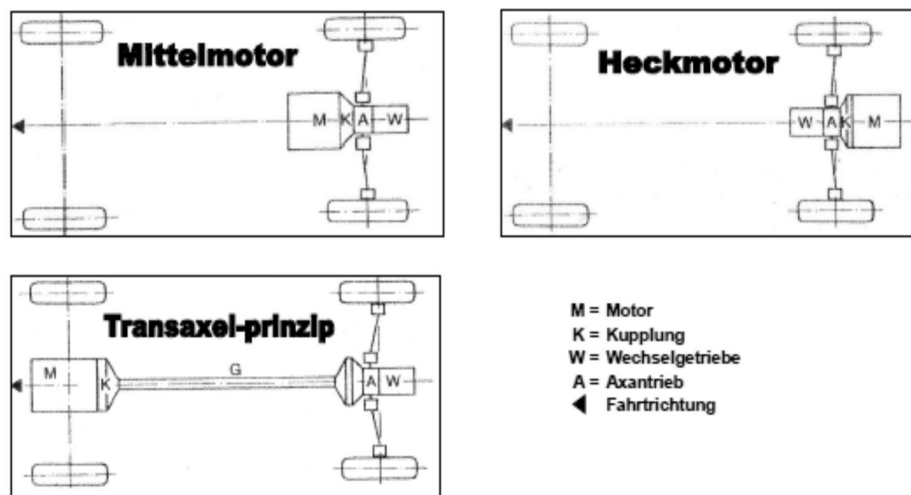 Mittelmotor
M K A W
Heckmotor
W A K M
Transaxel-prinzip
M K G A W
M = Motor
K = Kupplung
W = Wechselgetriebe
A = Axantrieb
Fahrtrichtung